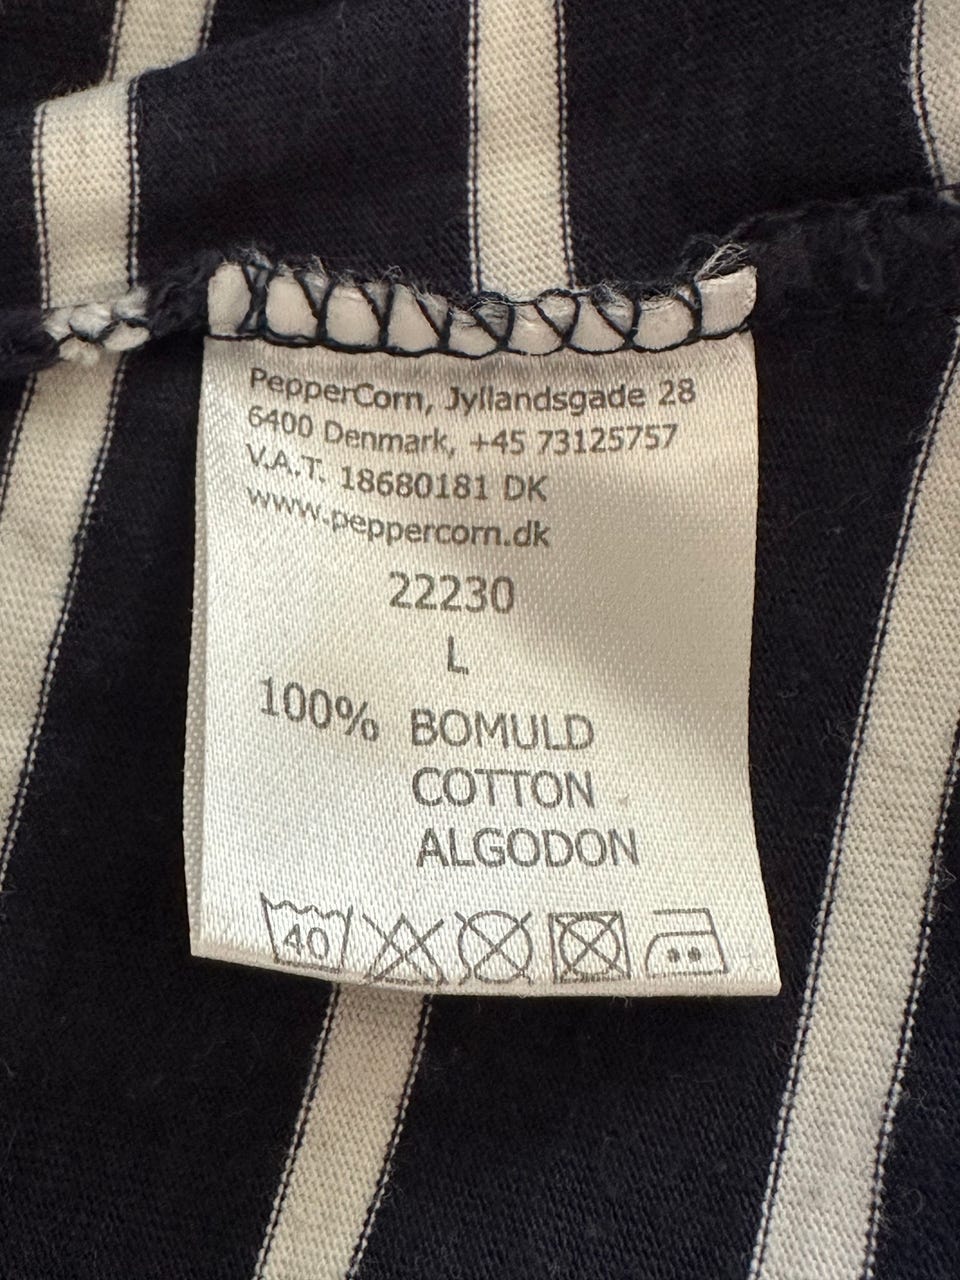 PepperCorn, Jyllandsgade 28
6400 Denmark, +45 73125757
V.A.T. 18680181 DK
www.peppercorn.dk
22230
L
100% BOMULD
COTTON
ALGODON
40